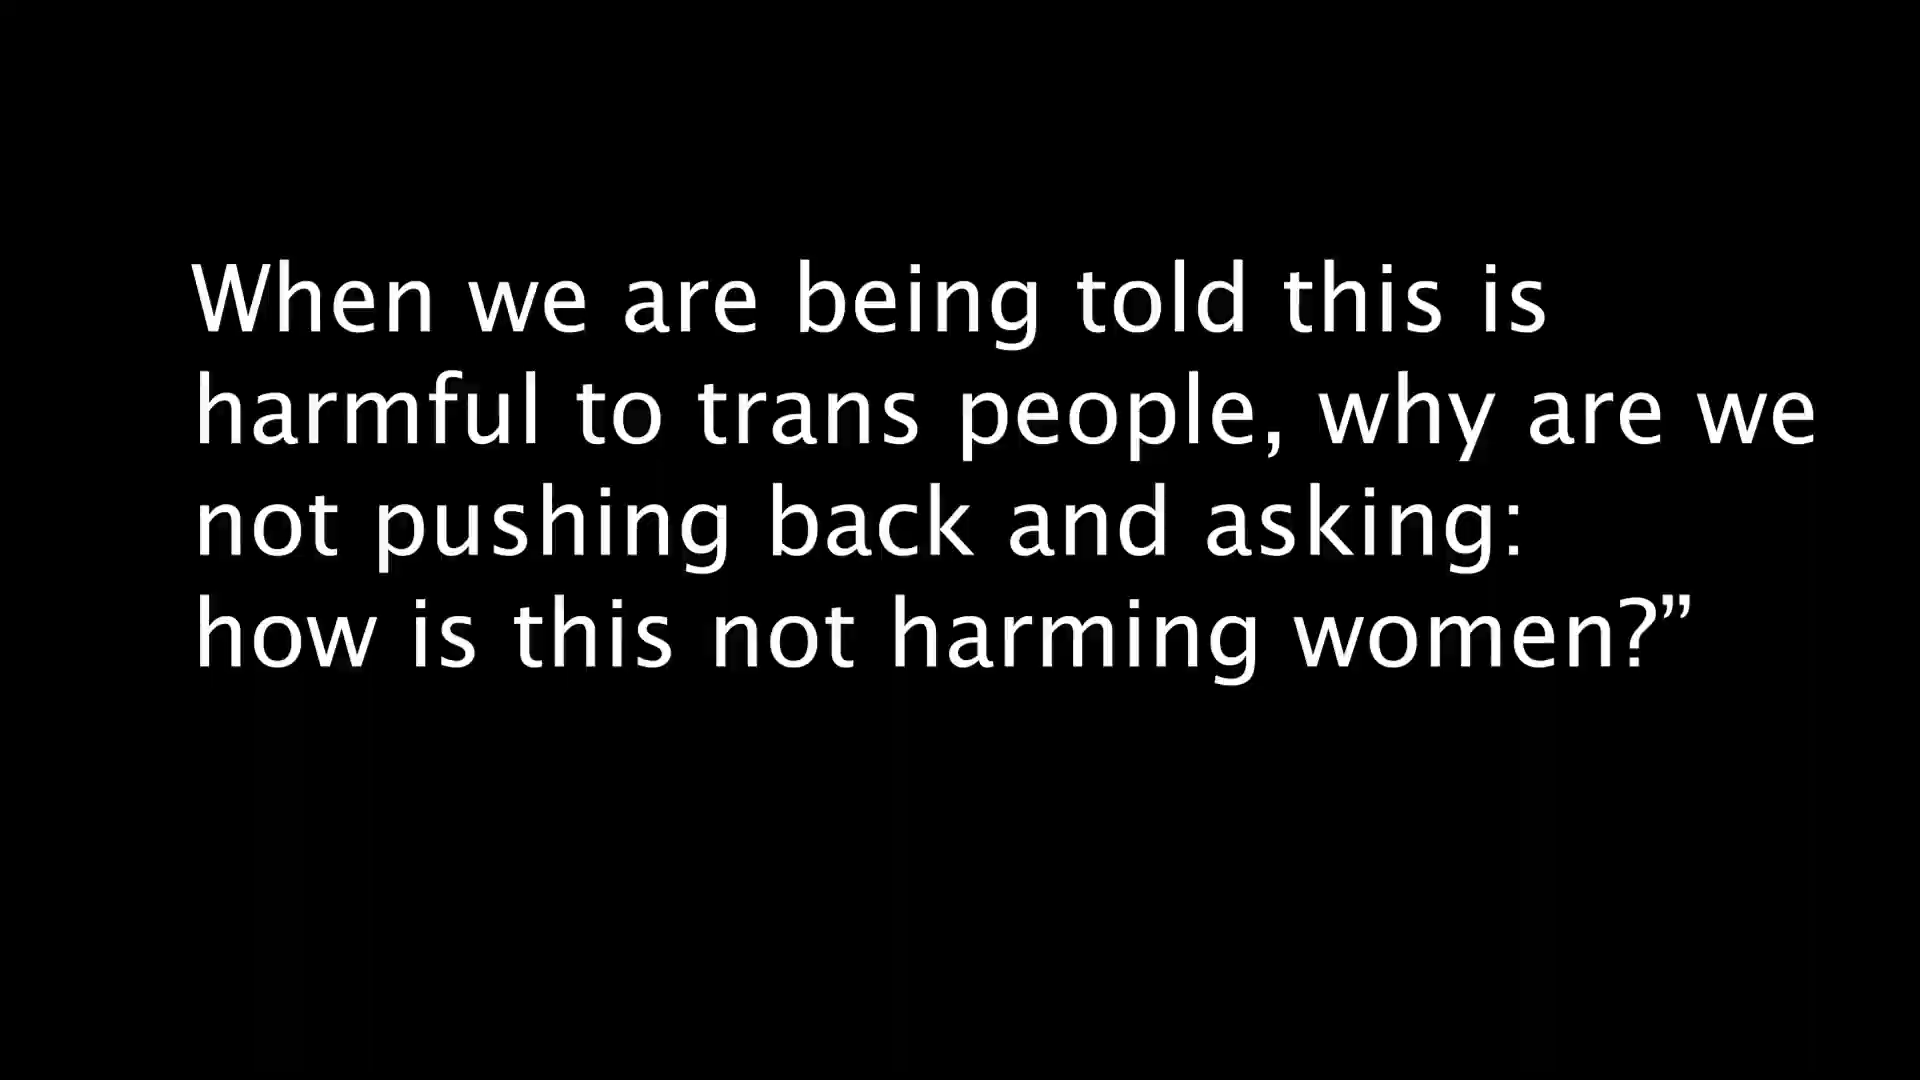 When we are being told this is
harmful to trans people, why are we
not pushing back and asking:
how is this not harming women?”